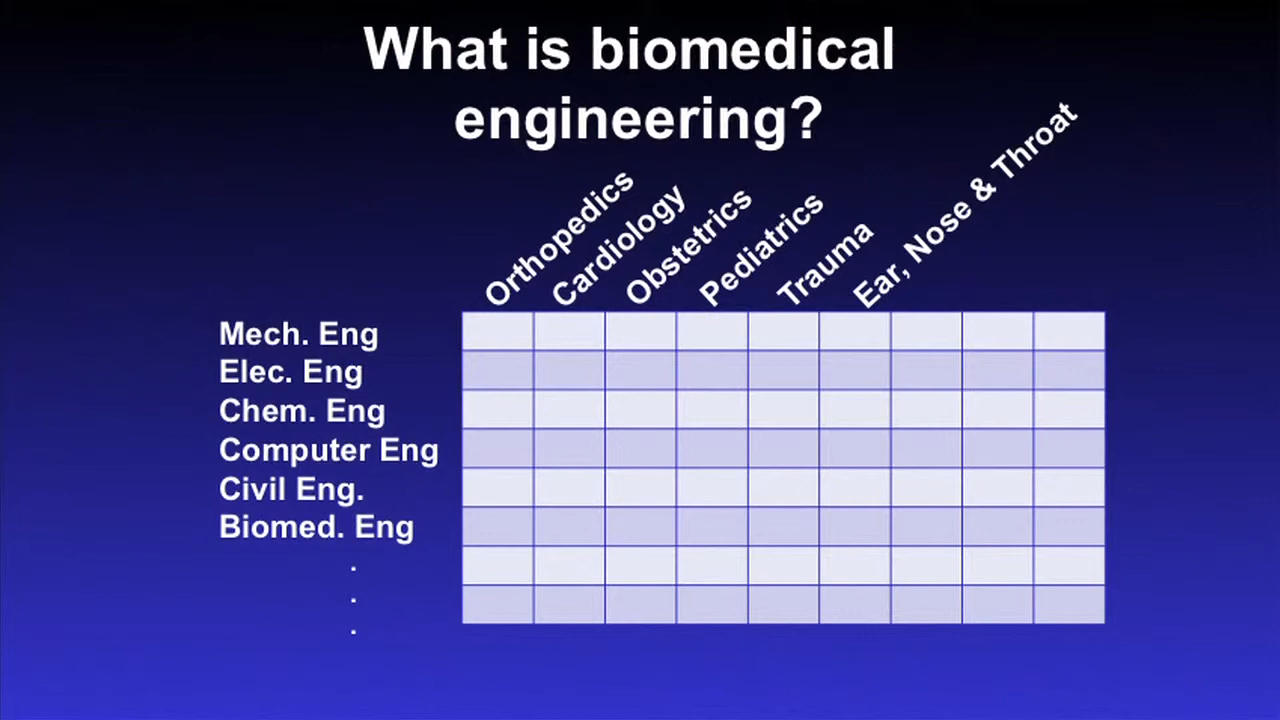 What is biomedical
engineering?
Orthopedics
Cardiology
Obstetrics
Pediatrics
Trauma
Ear, Nose & Throat
Mech. Eng
Elec. Eng
Chem. Eng
Computer Eng
Civil Eng.
Biomed. Eng
.
.
.